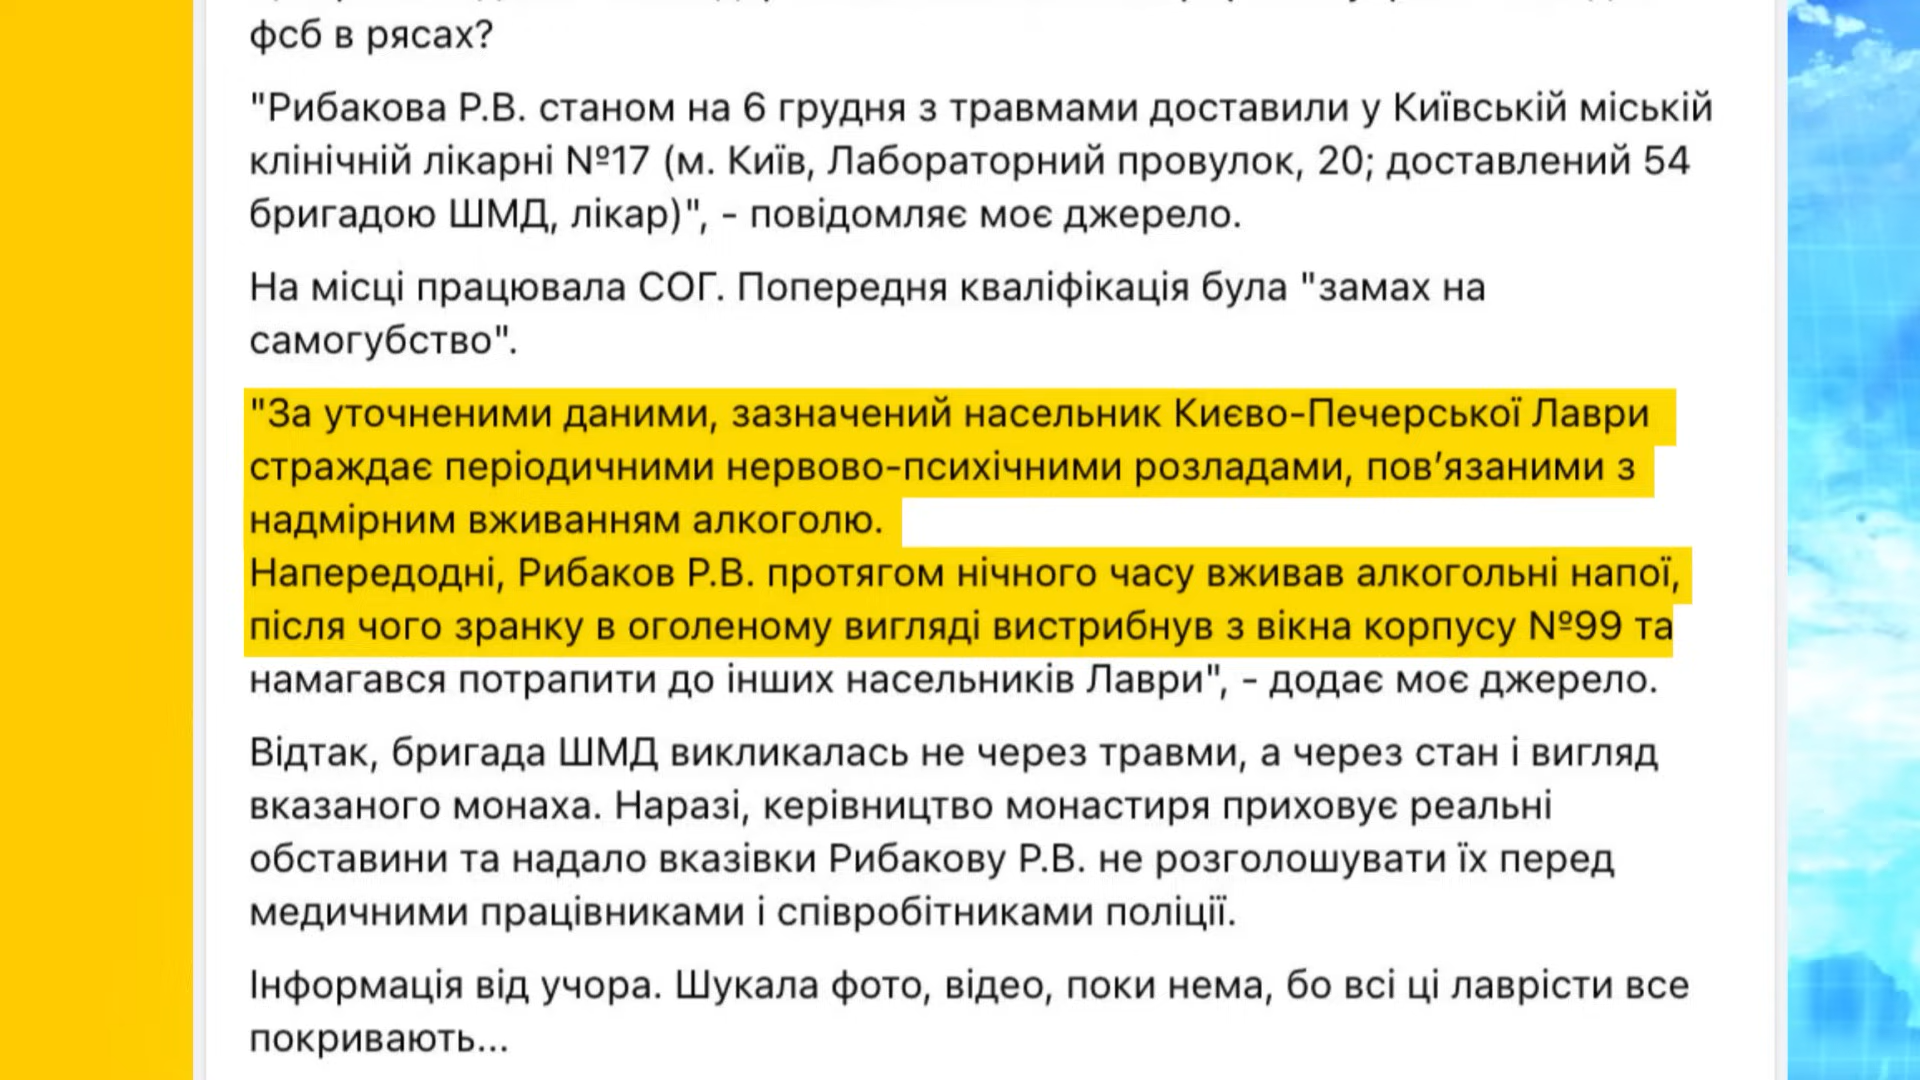 фсб в рясах?
"Рибакова Р.В. станом на 6 грудня з травмами доставили у Київській міській
клінічній лікарні №17 (м. Київ, Лабораторний провулок, 20; доставлений 54
бригадою ШМД, лікар)", - повідомляє моє джерело.
На місці працювала СОГ. Попередня кваліфікація була "замах на
самогубство".
"За уточненими даними, зазначений насельник Києво-Печерської Лаври
страждає періодичними нервово-психічними розладами, пов’язаними з
надмірним вживанням алкоголю.
Напередодні, Рибаков Р.В. протягом нічного часу вживав алкогольні напої,
після чого зранку в оголеному вигляді вистрибнув з вікна корпусу №99 та
намагався потрапити до інших насельників Лаври", - додає моє джерело.
Відтак, бригада ШМД викликалась не через травми, а через стан і вигляд
вказаного монаха. Наразі, керівництво монастиря приховує реальні
обставини та надало вказівки Рибакову Р.В. не розголошувати їх перед
медичними працівниками і співробітниками поліції.
Інформація від учора. Шукала фото, відео, поки нема, бо всі ці лаврісти все
покривають...